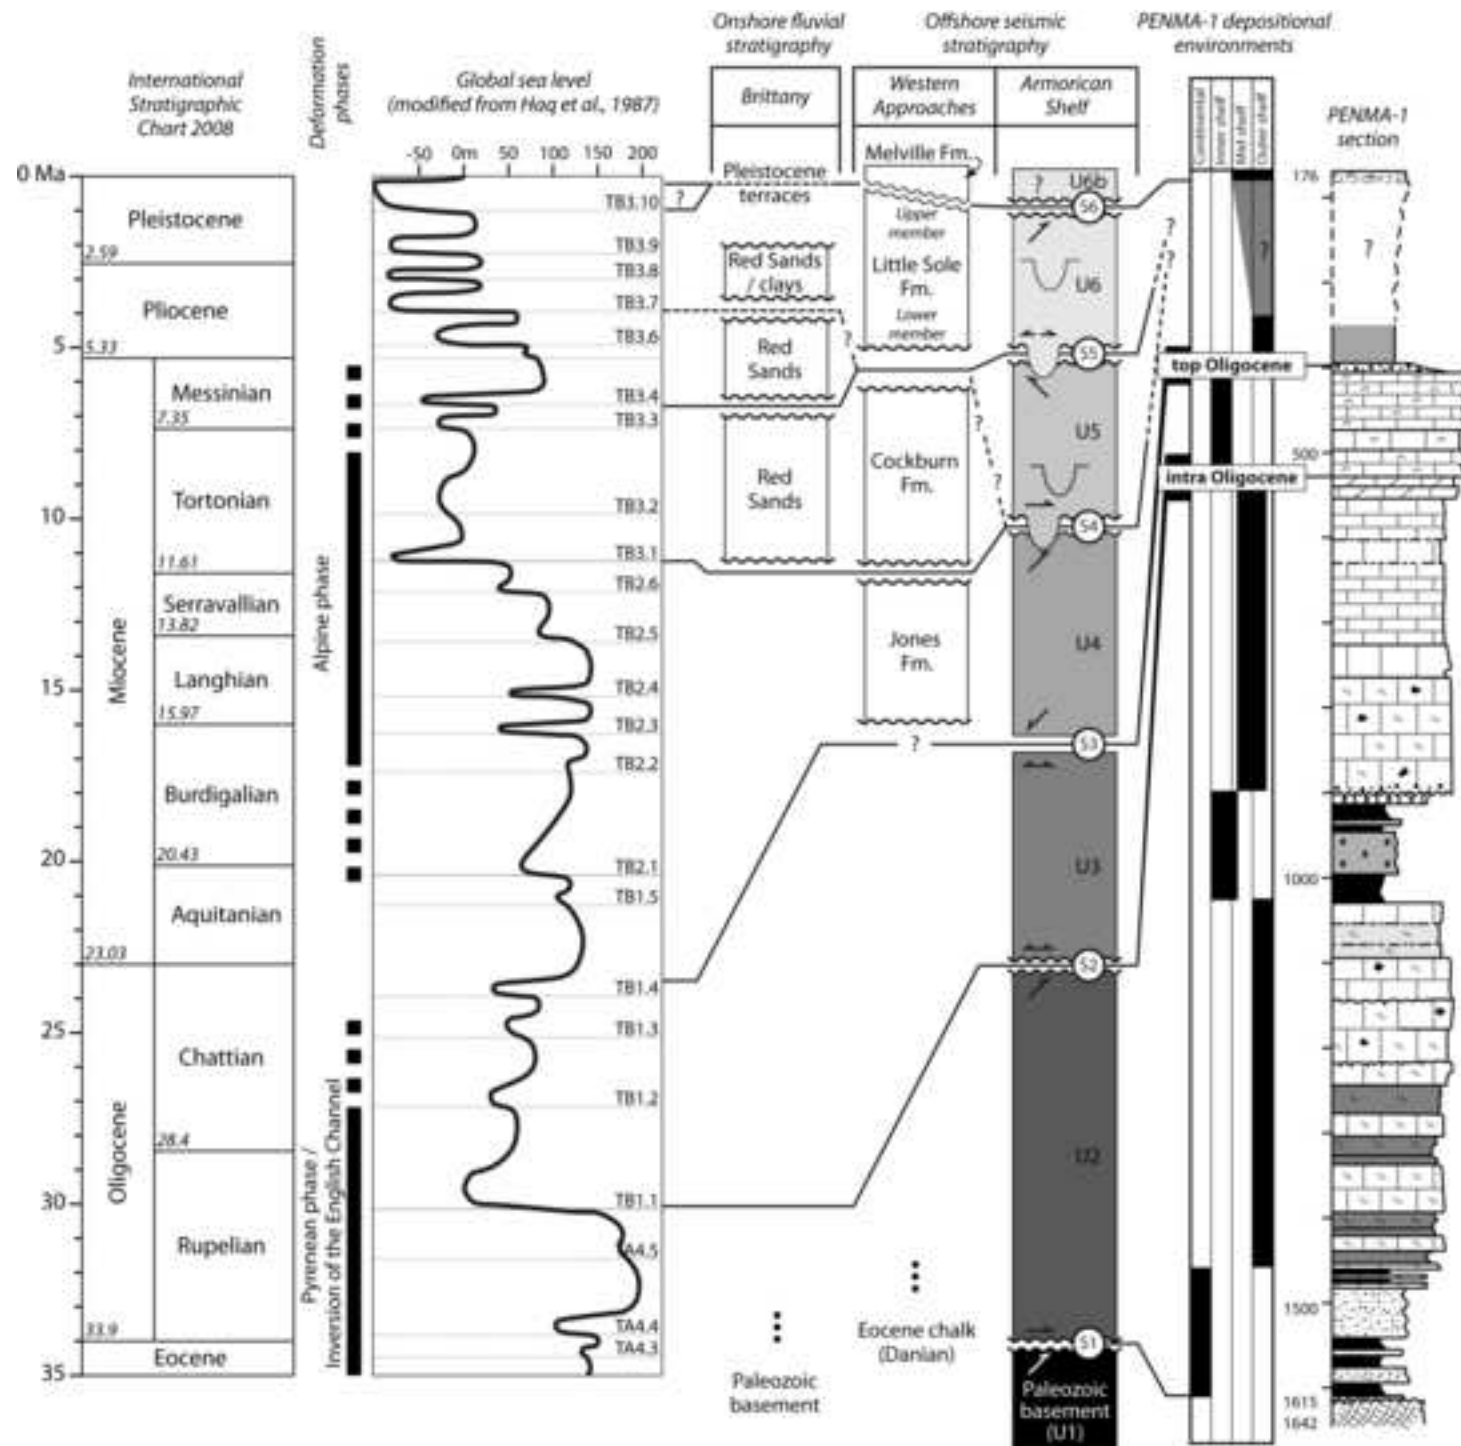 International
Stratigraphic
Chart 2008
Deformation
phases
Global sea level
(modified from Haq et al., 1987)
-50 0m 50 100 150 200
Onshore fluvial
stratigraphy
Brittany
Offshore seismic
stratigraphy
Western
Approaches
Armorican
Shelf
PENMA-1 depositional
environments
Continental
Inner shelf
Mid shelf
Outer shelf
PENMA-1
section
0 Ma
5
10
15
20
25
30
35
Pleistocene
2.59
Pliocene
5.33
Miocene
Messinian
7.35
Tortonian
11.61
Serravallian
13.82
Langhian
15.97
Burdigalian
20.43
Aquitanian
23.03
Oligocene
Chattian
28.4
Rupelian
33.9
Eocene
Alpine phase
Pyrenean phase /
Inversion of the English Channel
TB3.10
TB3.9
TB3.8
TB3.7
TB3.6
TB3.4
TB3.3
TB3.2
TB3.1
TB2.6
TB2.5
TB2.4
TB2.3
TB2.2
TB2.1
TB1.5
TB1.4
TB1.3
TB1.2
TB1.1
TA4.4
TA4.3
?
Pleistocene
terraces
Red Sands
/ clays
Red
Sands
Red
Sands
Paleozoic
basement
Melville Fm.
?
Upper
member
Little Sole
Fm.
Lower
member
?
Cockburn
Fm.
?
?
Jones
Fm.
?
Eocene chalk
(Danian)
? U6b
S6
U6
S5
U5
S4
U4
S3
U3
S2
U2
S1
Paleozoic
basement
(U1)
?
?
?
top Oligocene
intra Oligocene
176
?
500
1000
1500
1615
1642